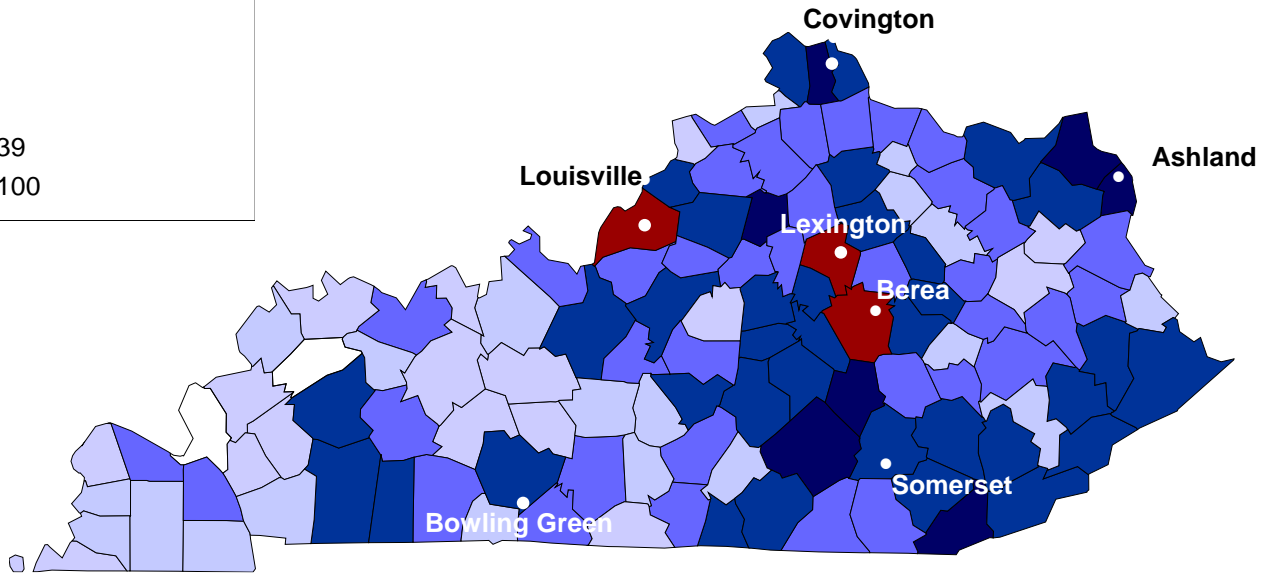 Covington
39
Ashland
100
Louisville
Lexington
Berea
Somerset
Bowling Green